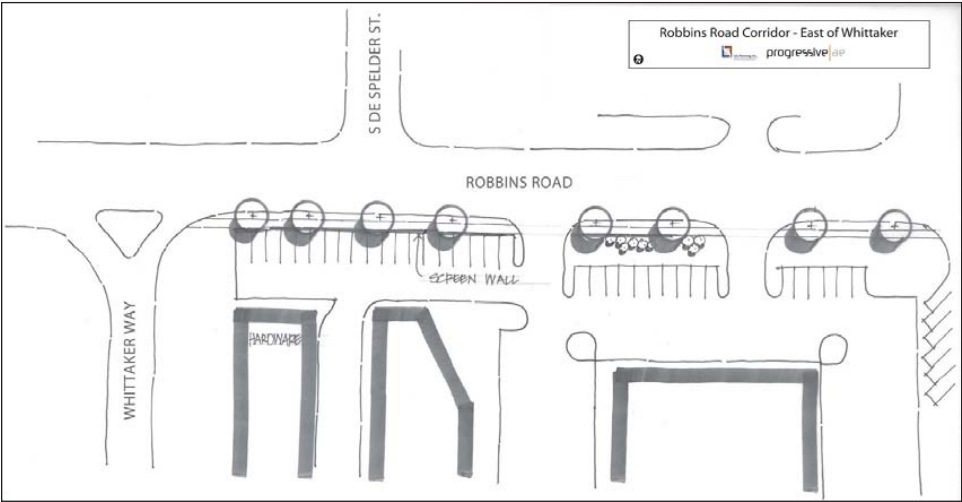 Robbins Road Corridor - East of Whittaker
progressive ae
S DE SPELDER ST.
ROBBINS ROAD
SCREEN WALL
HARDWARE
WHITTAKER WAY